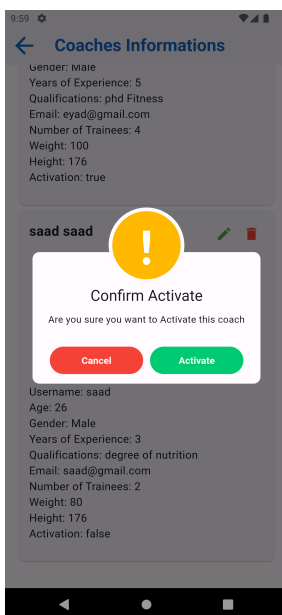 9:59
Coaches Informations
Gender: Male
Years of Experience: 5
Qualifications: phd Fitness
Email: eyad@gmail.com
Number of Trainees: 4
Weight: 100
Height: 176
Activation: true
saad saad
!
Confirm Activate
Are you sure you want to Activate this coach
Cancel
Activate
Username: saad
Age: 26
Gender: Male
Years of Experience: 3
Qualifications: degree of nutrition
Email: saad@gmail.com
Number of Trainees: 2
Weight: 80
Height: 176
Activation: false